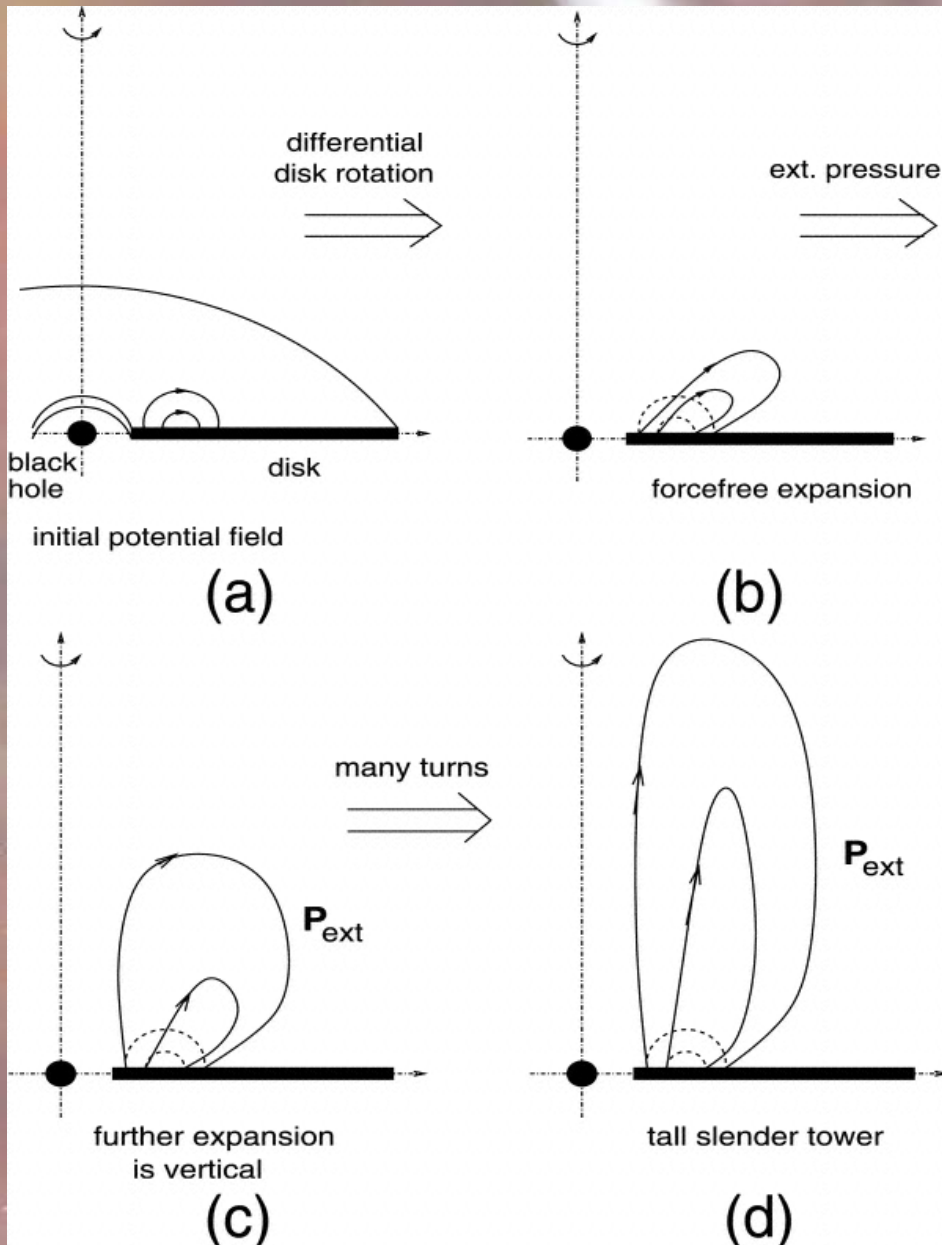 differential
disk rotation
black
hole
disk
initial potential field
(a)
ext. pressure
forcefree expansion
(b)
many turns
P_ext
further expansion
is vertical
(c)
P_ext
tall slender tower
(d)